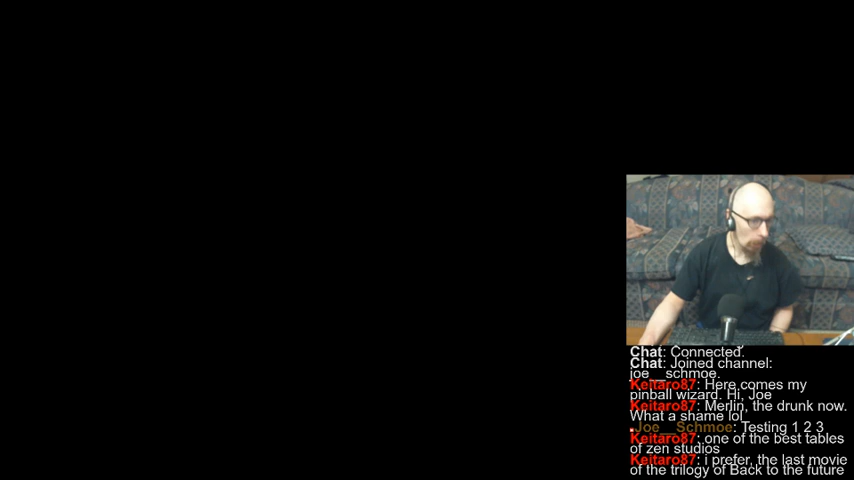 Chat: Connected.
Chat: Joined channel:
joe__schmoe.
Keitaro87: Here comes my
pinball wizard. Hi, Joe
Keitaro87: Merlin, the drunk now.
What a shame lol
Joe__Schmoe: Testing 1 2 3
Keitaro87: one of the best tables
of zen studios
Keitaro87: i prefer, the last movie
of the trilogy of Back to the future